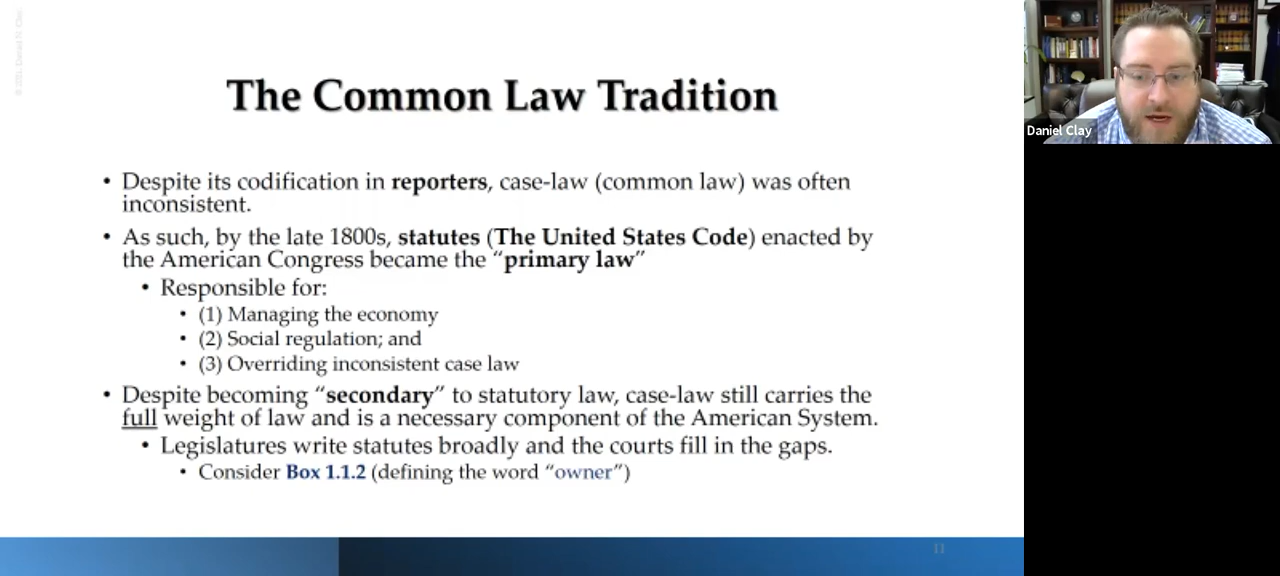 The Common Law Tradition
• Despite its codification in reporters, case-law (common law) was often
inconsistent.
• As such, by the late 1800s, statutes (The United States Code) enacted by
the American Congress became the “primary law”
• Responsible for:
• (1) Managing the economy
• (2) Social regulation; and
• (3) Overriding inconsistent case law
• Despite becoming “secondary” to statutory law, case-law still carries the
full weight of law and is a necessary component of the American System.
• Legislatures write statutes broadly and the courts fill in the gaps.
• Consider Box 1.1.2 (defining the word “owner”)
Daniel Clay